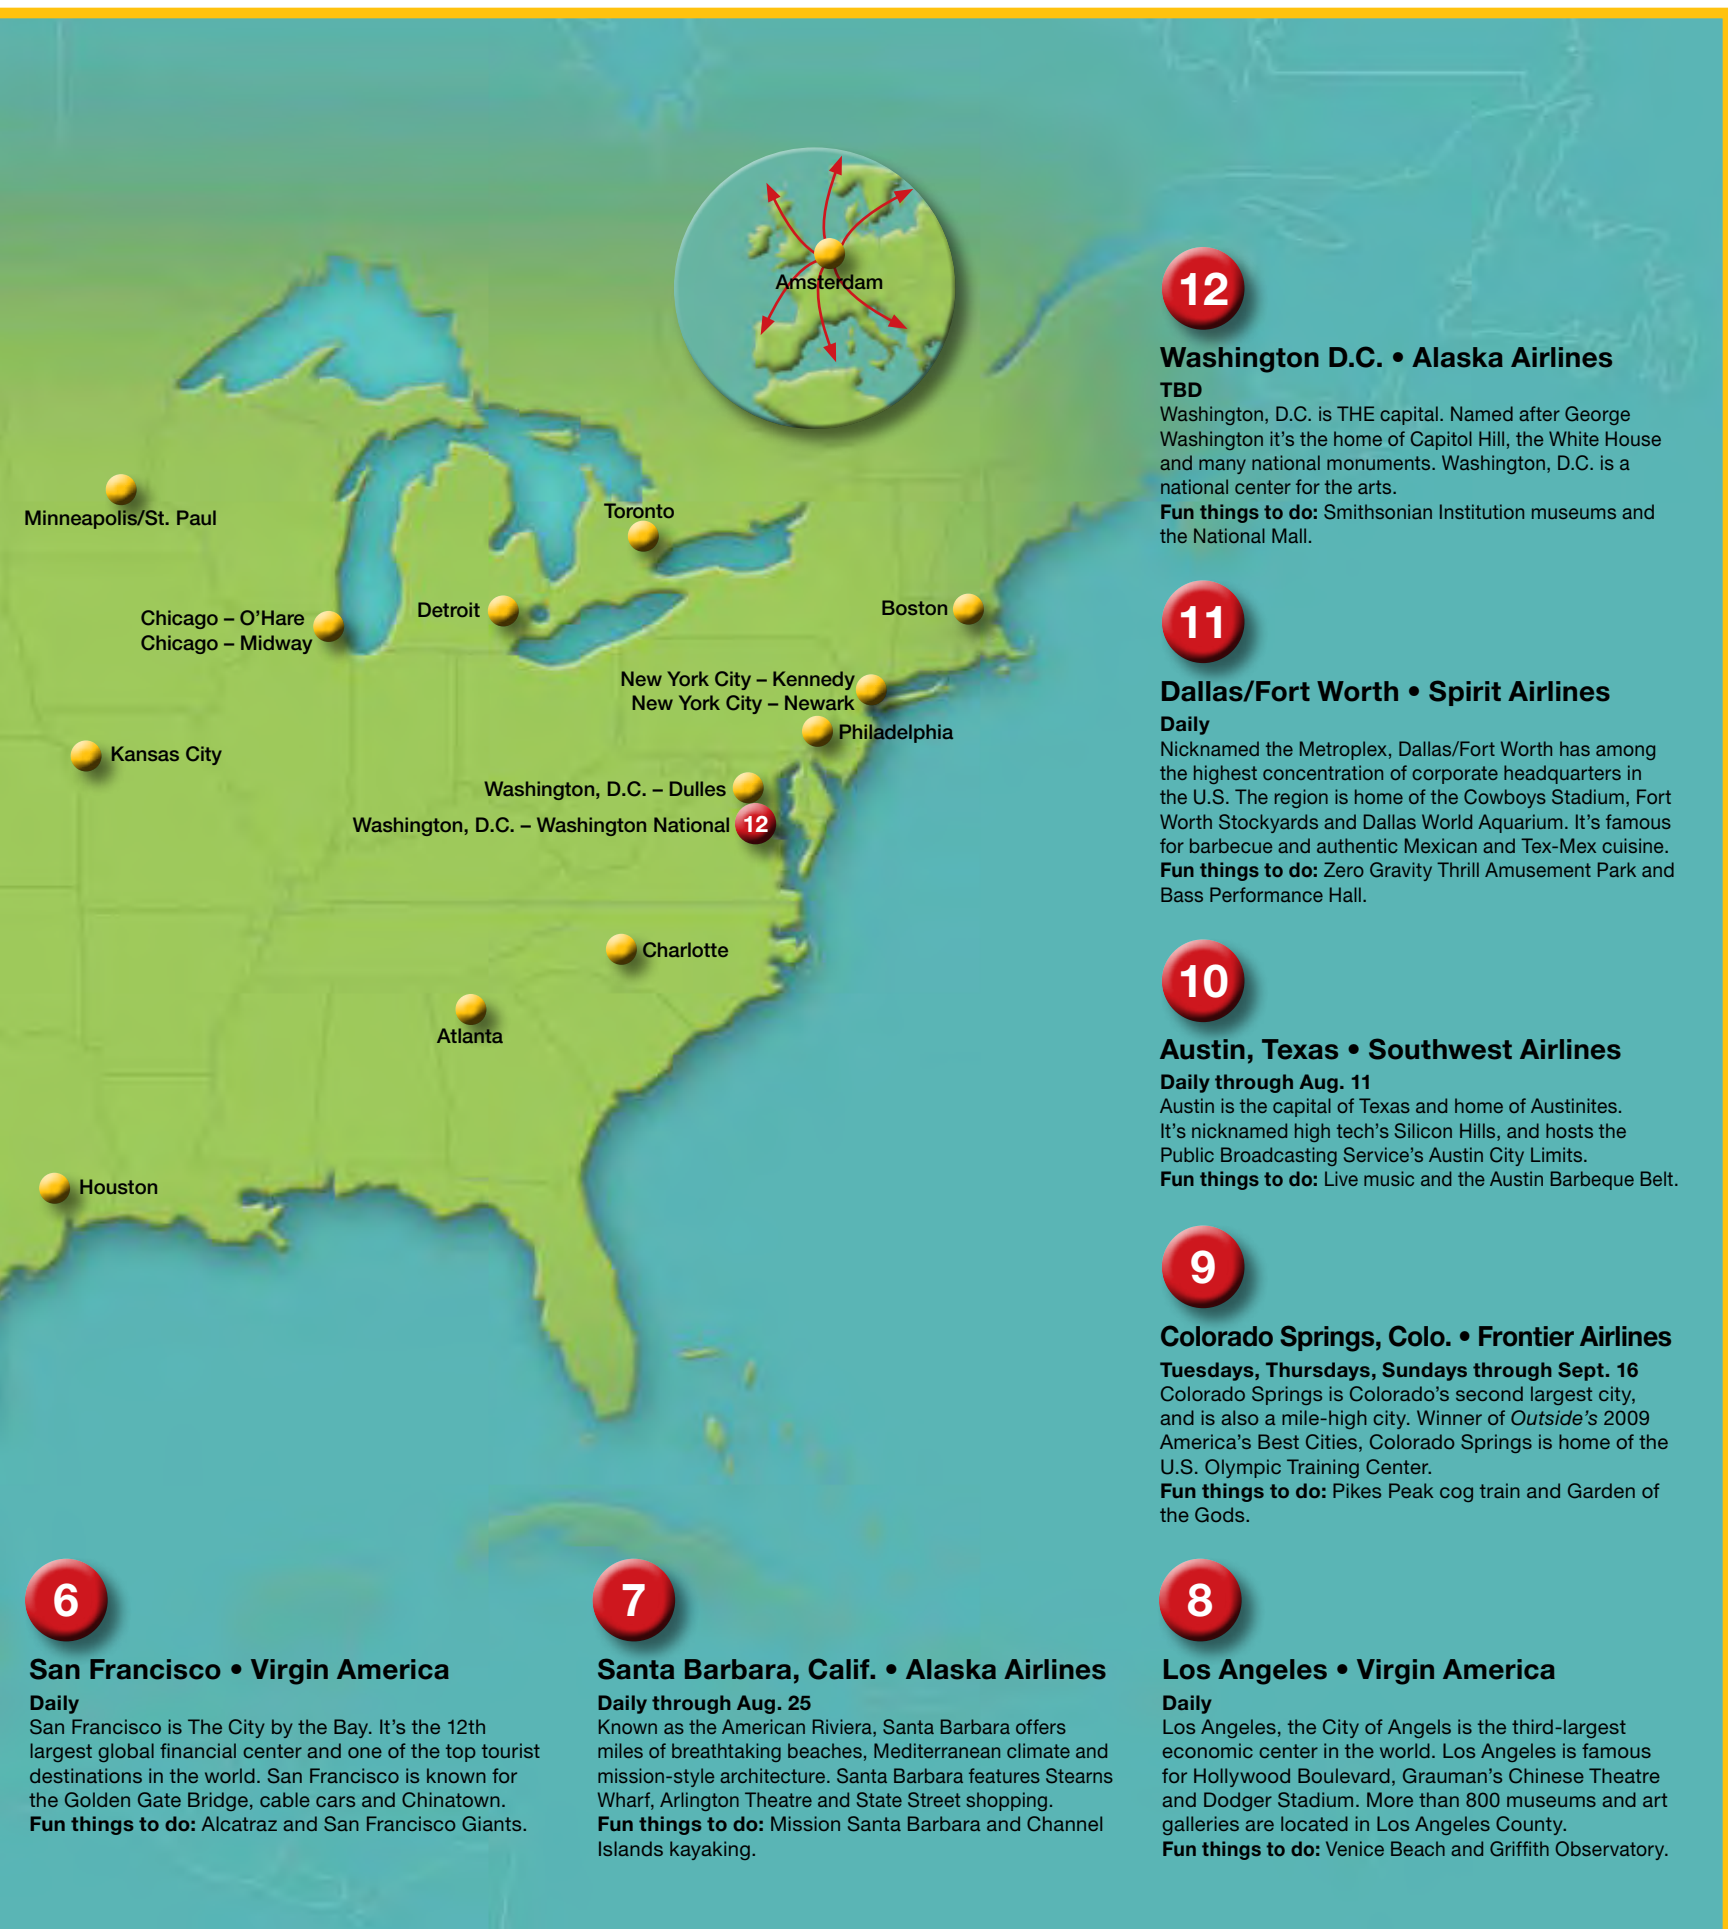 Amsterdam
Minneapolis/St. Paul
Toronto
Chicago – O’Hare
Chicago – Midway
Detroit
Boston
New York City – Kennedy
New York City – Newark
Philadelphia
Kansas City
Washington, D.C. – Dulles
Washington, D.C. – Washington National 12
Charlotte
Atlanta
Houston
12
Washington D.C. • Alaska Airlines
TBD
Washington, D.C. is THE capital. Named after George
Washington it’s the home of Capitol Hill, the White House
and many national monuments. Washington, D.C. is a
national center for the arts.
Fun things to do: Smithsonian Institution museums and
the National Mall.
11
Dallas/Fort Worth • Spirit Airlines
Daily
Nicknamed the Metroplex, Dallas/Fort Worth has among
the highest concentration of corporate headquarters in
the U.S. The region is home of the Cowboys Stadium, Fort
Worth Stockyards and Dallas World Aquarium. It’s famous
for barbecue and authentic Mexican and Tex-Mex cuisine.
Fun things to do: Zero Gravity Thrill Amusement Park and
Bass Performance Hall.
10
Austin, Texas • Southwest Airlines
Daily through Aug. 11
Austin is the capital of Texas and home of Austinites.
It’s nicknamed high tech’s Silicon Hills, and hosts the
Public Broadcasting Service’s Austin City Limits.
Fun things to do: Live music and the Austin Barbeque Belt.
9
Colorado Springs, Colo. • Frontier Airlines
Tuesdays, Thursdays, Sundays through Sept. 16
Colorado Springs is Colorado’s second largest city,
and is also a mile-high city. Winner of Outside’s 2009
America’s Best Cities, Colorado Springs is home of the
U.S. Olympic Training Center.
Fun things to do: Pikes Peak cog train and Garden of
the Gods.
6
San Francisco • Virgin America
Daily
San Francisco is The City by the Bay. It’s the 12th
largest global financial center and one of the top tourist
destinations in the world. San Francisco is known for
the Golden Gate Bridge, cable cars and Chinatown.
Fun things to do: Alcatraz and San Francisco Giants.
7
Santa Barbara, Calif. • Alaska Airlines
Daily through Aug. 25
Known as the American Riviera, Santa Barbara offers
miles of breathtaking beaches, Mediterranean climate and
mission-style architecture. Santa Barbara features Stearns
Wharf, Arlington Theatre and State Street shopping.
Fun things to do: Mission Santa Barbara and Channel
Islands kayaking.
8
Los Angeles • Virgin America
Daily
Los Angeles, the City of Angels is the third-largest
economic center in the world. Los Angeles is famous
for Hollywood Boulevard, Grauman’s Chinese Theatre
and Dodger Stadium. More than 800 museums and art
galleries are located in Los Angeles County.
Fun things to do: Venice Beach and Griffith Observatory.